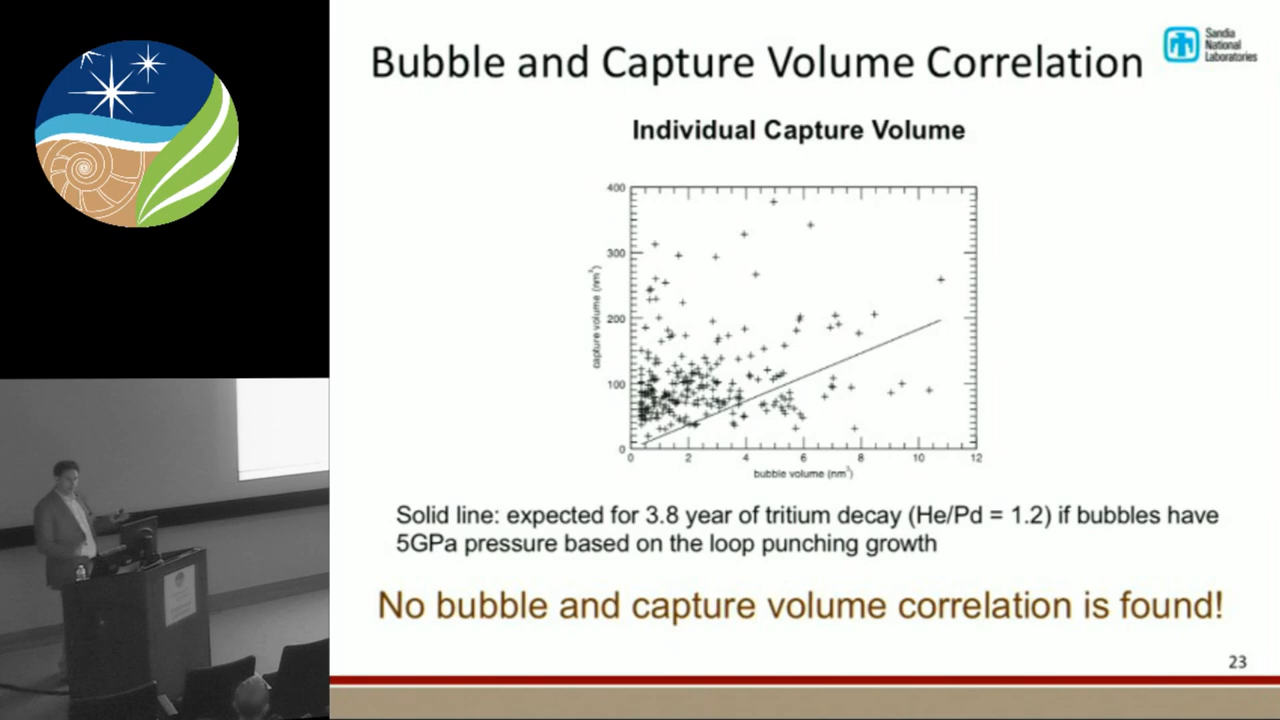 Bubble and Capture Volume Correlation
Sandia
National
Laboratories
Individual Capture Volume
400
300
200
100
0
capture volume (nm³)
0 2 4 6 8 10 12
bubble volume (nm³)
Solid line: expected for 3.8 year of tritium decay (He/Pd = 1.2) if bubbles have
5GPa pressure based on the loop punching growth
No bubble and capture volume correlation is found!
23